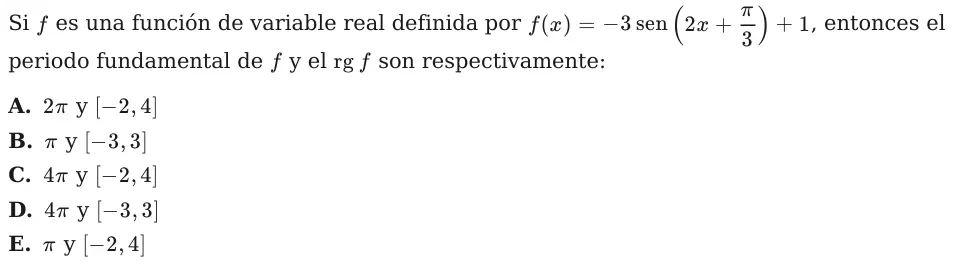 Si f es una función de variable real definida por f(x) = −3 sen (2x + π/3) + 1, entonces el
periodo fundamental de f y el rg f son respectivamente:
A. 2π y [−2, 4]
B. π y [−3, 3]
C. 4π y [−2, 4]
D. 4π y [−3, 3]
E. π y [−2, 4]